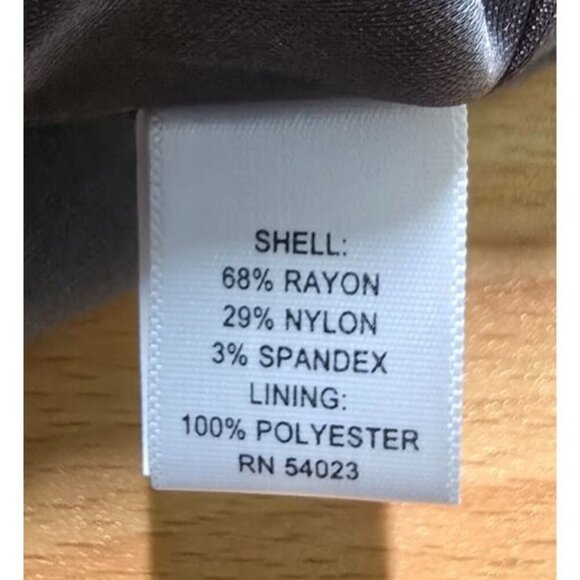 SHELL:
68% RAYON
29% NYLON
3% SPANDEX
LINING:
100% POLYESTER
RN 54023